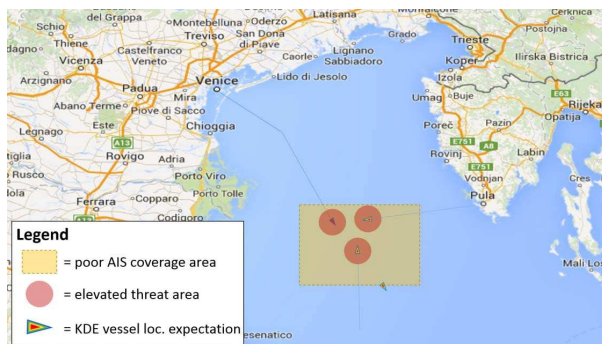 del Grappa
Montebelluna
Oderzo
Latisana
Monfalcone
Cerknica
Schio
Thiene
Castelfranco
Veneto
Treviso
San Donà
di Piave
Caorle
Lignano
Sabbiadoro
Grado
Trieste
Postojna
Vicenza
Koper
Ilirska Bistrica
Arzignano
Padua
Mira
Venice
Lido di Jesolo
Izola
Abano Terme
Piove di Sacco
Umag
Buje
E63
Rijeka
Legnago
Este
Chioggia
Poreč
Pazin
Opatija
A13
E751
A8
Rovigo
Adria
Rovinj
Labin
Porto Viro
E751
Vodnjan
Cres
Ferrara
Copparo
Porto Tolle
Pula
Codigoro
Mali Lo
Legend
= poor AIS coverage area
= elevated threat area
= KDE vessel loc. expectation
esenatico